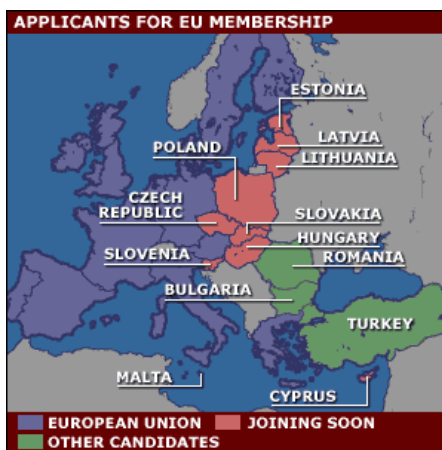 APPLICANTS FOR EU MEMBERSHIP
ESTONIA
LATVIA
POLAND
LITHUANIA
CZECH
REPUBLIC
SLOVAKIA
HUNGARY
SLOVENIA
ROMANIA
BULGARIA
TURKEY
MALTA
CYPRUS
EUROPEAN UNION
JOINING SOON
OTHER CANDIDATES